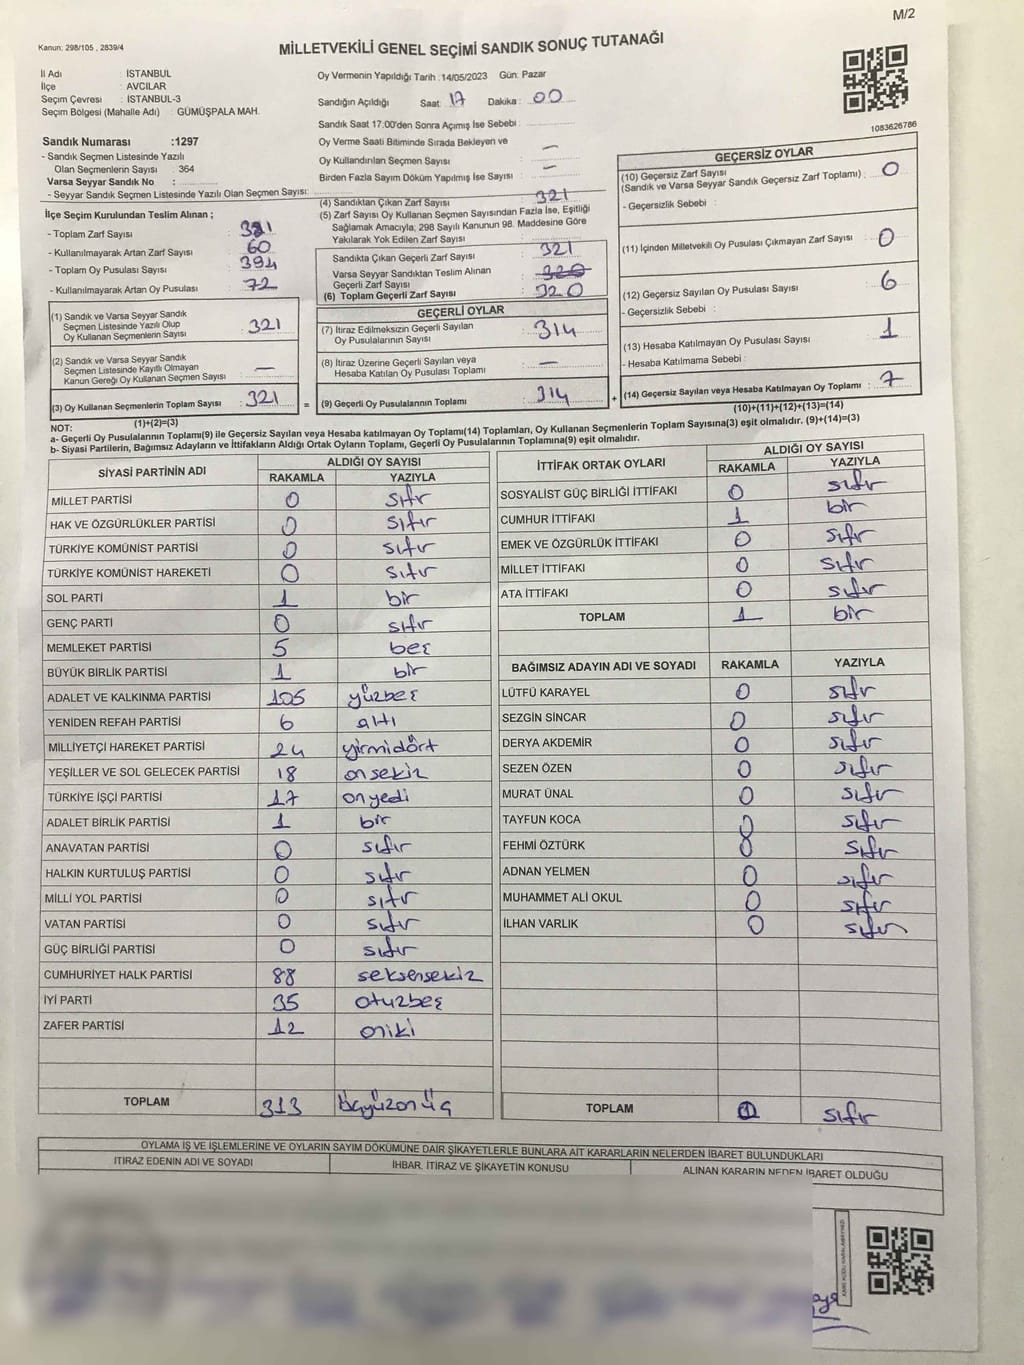 M/2
Kanun: 298/105 , 2839/4
MİLLETVEKİLİ GENEL SEÇİMİ SANDIK SONUÇ TUTANAĞI
İl Adı : İSTANBUL
İlçe : AVCILAR
Seçim Çevresi : İSTANBUL-3
Seçim Bölgesi (Mahalle Adı) : GÜMÜŞPALA MAH.
Sandık Numarası :1297
- Sandık Seçmen Listesinde Yazılı
Olan Seçmenlerin Sayısı : 364
Varsa Seyyar Sandık No :
- Seyyar Sandık Seçmen Listesinde Yazılı Olan Seçmen Sayısı:
Oy Vermenin Yapıldığı Tarih :14/05/2023 Gün: Pazar
Sandığın Açıldığı Saat: 17 Dakika : 00
Sandık Saat 17:00'den Sonra Açımış İse Sebebi :
Oy Verme Saati Bitiminde Sırada Bekleyen ve
Oy Kullandırılan Seçmen Sayısı : —
Birden Fazla Sayım Döküm Yapılmış İse Sayısı : —
1083626786
İlçe Seçim Kurulundan Teslim Alınan ;
- Toplam Zarf Sayısı : 381
- Kullanılmayarak Artan Zarf Sayısı : 60
- Toplam Oy Pusulası Sayısı : 394
- Kullanılmayarak Artan Oy Pusulası : 72
(4) Sandıktan Çıkan Zarf Sayısı : 321
(5) Zarf Sayısı Oy Kullanan Seçmen Sayısından Fazla İse, Eşitliği
Sağlamak Amacıyla; 298 Sayılı Kanunun 98. Maddesine Göre
Yakılarak Yok Edilen Zarf Sayısı :
Sandıkta Çıkan Geçerli Zarf Sayısı : 321
Varsa Seyyar Sandıktan Teslim Alınan
Geçerli Zarf Sayısı : 320
(6) Toplam Geçerli Zarf Sayısı : 320
GEÇERLİ OYLAR
(7) İtiraz Edilmeksizin Geçerli Sayılan
Oy Pusulalarının Sayısı : 314
(8) İtiraz Üzerine Geçerli Sayılan veya
Hesaba Katılan Oy Pusulası Toplamı : —
(9) Geçerli Oy Pusulalarının Toplamı : 314
(1) Sandık ve Varsa Seyyar Sandık
Seçmen Listesinde Yazılı Olup
Oy Kullanan Seçmenlerin Sayısı : 321
(2) Sandık ve Varsa Seyyar Sandık
Seçmen Listesinde Kayıtlı Olmayan
Kanun Gereği Oy Kullanan Seçmen Sayısı : —
(3) Oy Kullanan Seçmenlerin Toplam Sayısı : 321 =
(1)+(2)=(3)
GEÇERSİZ OYLAR
(10) Geçersiz Zarf Sayısı
(Sandık ve Varsa Seyyar Sandık Geçersiz Zarf Toplamı) : 0
- Geçersizlik Sebebi :
(11) İçinden Milletvekili Oy Pusulası Çıkmayan Zarf Sayısı : 0
(12) Geçersiz Sayılan Oy Pusulası Sayısı : 6
- Geçersizlik Sebebi :
(13) Hesaba Katılmayan Oy Pusulası Sayısı : 1
- Hesaba Katılmama Sebebi :
+ (14) Geçersiz Sayılan veya Hesaba Katılmayan Oy Toplamı : 7
(10)+(11)+(12)+(13)=(14)
NOT:
a- Geçerli Oy Pusulalarının Toplamı(9) ile Geçersiz Sayılan veya Hesaba katılmayan Oy Toplamı(14) Toplamları, Oy Kullanan Seçmenlerin Toplam Sayısına(3) eşit olmalıdır. (9)+(14)=(3)
b- Siyasi Partilerin, Bağımsız Adayların ve İttifakların Aldığı Ortak Oyların Toplamı, Geçerli Oy Pusulalarının Toplamına(9) eşit olmalıdır.
SİYASİ PARTİNİN ADI ALDIĞI OY SAYISI
RAKAMLA YAZIYLA
MİLLET PARTİSİ 0 sıfır
HAK VE ÖZGÜRLÜKLER PARTİSİ 0 sıfır
TÜRKİYE KOMÜNİST PARTİSİ 0 sıfır
TÜRKİYE KOMÜNİST HAREKETİ 0 sıfır
SOL PARTİ 1 bir
GENÇ PARTİ 0 sıfır
MEMLEKET PARTİSİ 5 beş
BÜYÜK BİRLİK PARTİSİ 1 bir
ADALET VE KALKINMA PARTİSİ 105 yüzbeş
YENİDEN REFAH PARTİSİ 6 altı
MİLLİYETÇİ HAREKET PARTİSİ 24 yirmidört
YEŞİLLER VE SOL GELECEK PARTİSİ 18 onsekiz
TÜRKİYE İŞÇİ PARTİSİ 17 onyedi
ADALET BİRLİK PARTİSİ 1 bir
ANAVATAN PARTİSİ 0 sıfır
HALKIN KURTULUŞ PARTİSİ 0 sıfır
MİLLİ YOL PARTİSİ 0 sıfır
VATAN PARTİSİ 0 sıfır
GÜÇ BİRLİĞİ PARTİSİ 0 sıfır
CUMHURİYET HALK PARTİSİ 88 seksensekiz
İYİ PARTİ 35 otuzbeş
ZAFER PARTİSİ 12 oniki
TOPLAM 313 üçyüzonüç
İTTİFAK ORTAK OYLARI ALDIĞI OY SAYISI
RAKAMLA YAZIYLA
SOSYALİST GÜÇ BİRLİĞİ İTTİFAKI 0 sıfır
CUMHUR İTTİFAKI 1 bir
EMEK VE ÖZGÜRLÜK İTTİFAKI 0 sıfır
MİLLET İTTİFAKI 0 sıfır
ATA İTTİFAKI 0 sıfır
TOPLAM 1 bir
BAĞIMSIZ ADAYIN ADI VE SOYADI RAKAMLA YAZIYLA
LÜTFÜ KARAYEL 0 sıfır
SEZGİN SİNCAR 0 sıfır
DERYA AKDEMİR 0 sıfır
SEZEN ÖZEN 0 sıfır
MURAT ÜNAL 0 sıfır
TAYFUN KOCA 0 sıfır
FEHMİ ÖZTÜRK 0 sıfır
ADNAN YELMEN 0 sıfır
MUHAMMET ALİ OKUL 0 sıfır
İLHAN VARLIK 0 sıfır
TOPLAM 0 sıfır
OYLAMA İŞ VE İŞLEMLERİNE VE OYLARIN SAYIM DÖKÜMÜNE DAİR ŞİKAYETLERLE BUNLARA AİT KARARLARIN NELERDEN İBARET BULUNDUKLARI
İTİRAZ EDENİN ADI VE SOYADI İHBAR, İTİRAZ VE ŞİKAYETİN KONUSU ALINAN KARARIN NEDEN İBARET OLDUĞU